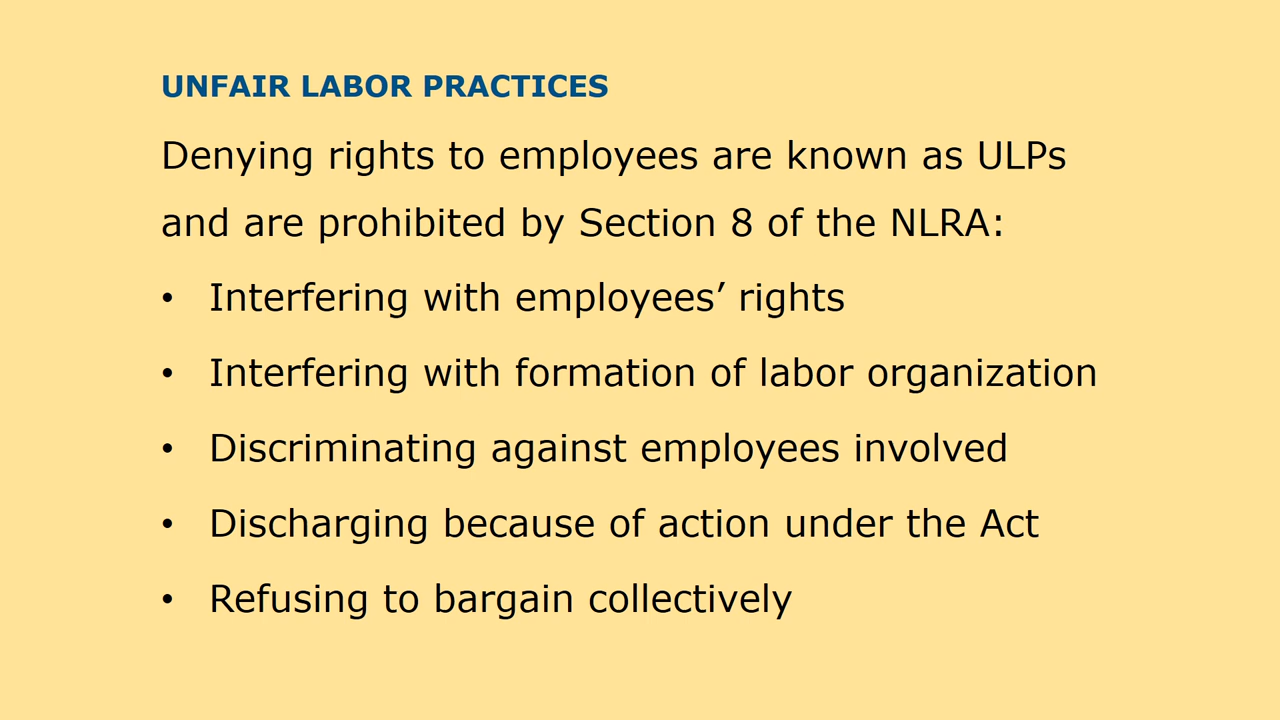 UNFAIR LABOR PRACTICES
Denying rights to employees are known as ULPs
and are prohibited by Section 8 of the NLRA:
• Interfering with employees’ rights
• Interfering with formation of labor organization
• Discriminating against employees involved
• Discharging because of action under the Act
• Refusing to bargain collectively